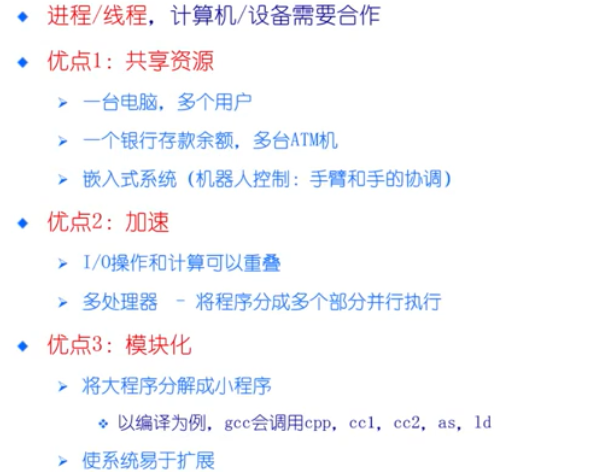 进程/线程，计算机/设备需要合作
优点1：共享资源
一台电脑，多个用户
一个银行存款余额，多台ATM机
嵌入式系统（机器人控制：手臂和手的协调）
优点2：加速
I/O操作和计算可以重叠
多处理器 - 将程序分成多个部分并行执行
优点3：模块化
将大程序分解成小程序
以编译为例，gcc会调用cpp，cc1，cc2，as，ld
使系统易于扩展